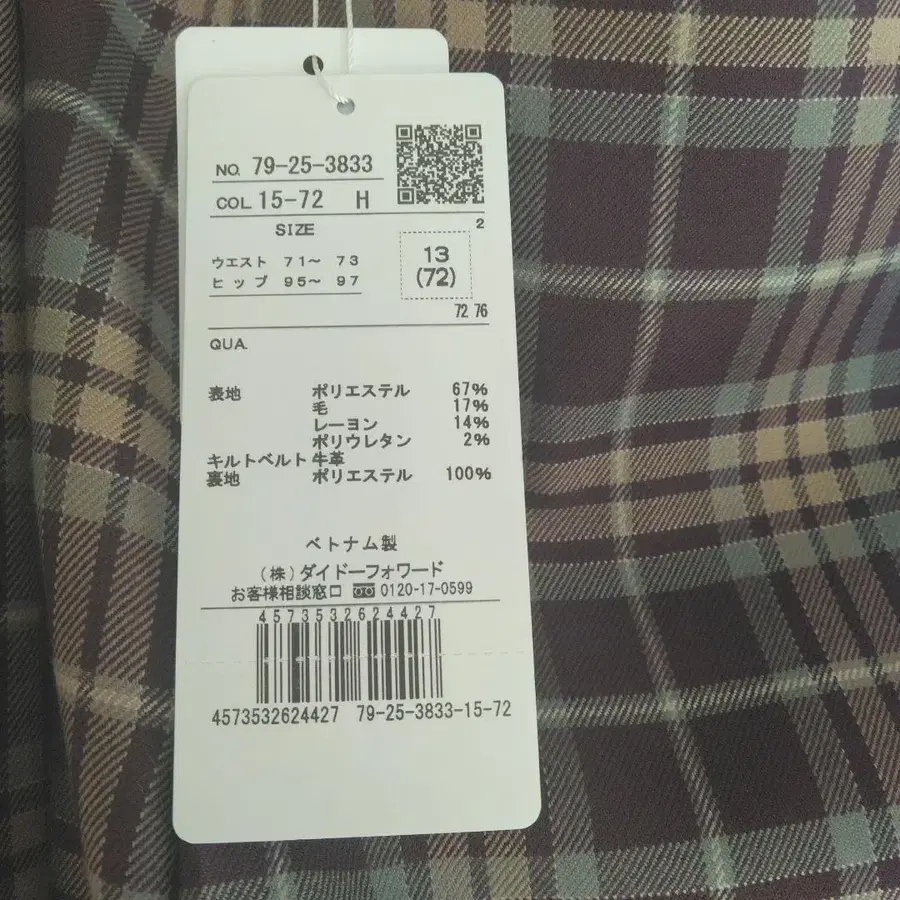 NO. 79-25-3833
COL 15-72 H
SIZE 2
ウエスト 71〜 73
ヒップ 95〜 97
13
(72)
72 76
QUA.
表地 ポリエステル 67%
毛 17%
レーヨン 14%
ポリウレタン 2%
キルトベルト 牛革
裏地 ポリエステル 100%
ベトナム製
(株)ダイドーフォワード
お客様相談窓口 0120-17-0599
4573532624427
4573532624427 79-25-3833-15-72